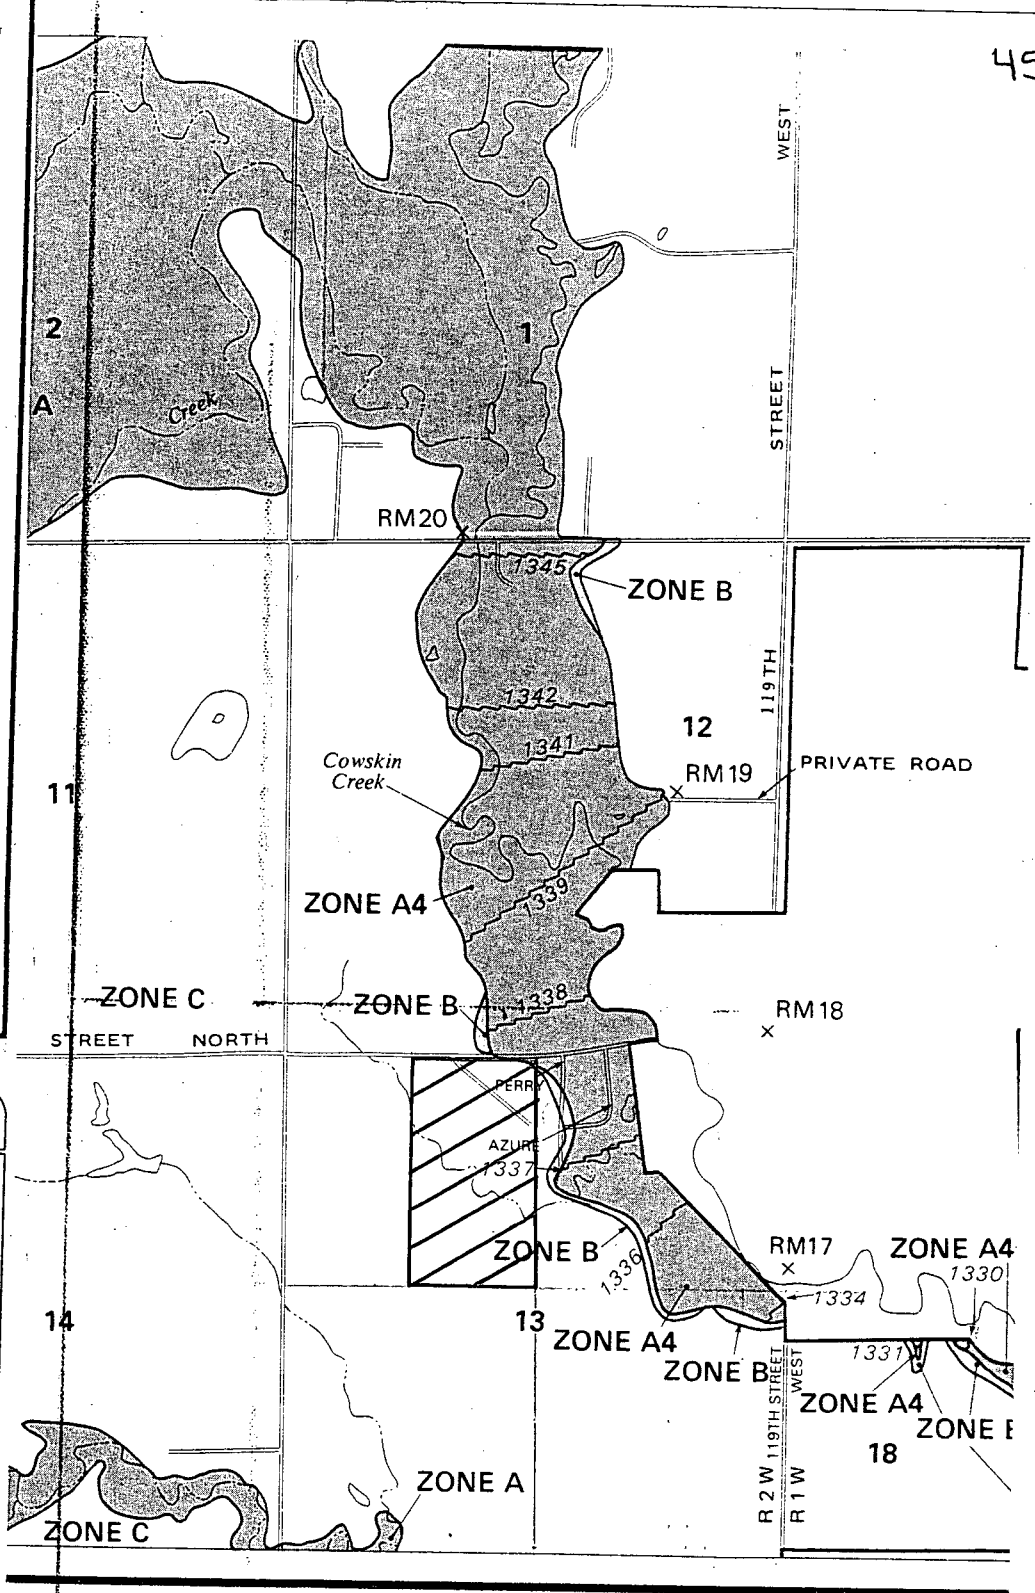 45
WEST
2
1
A
Creek
STREET
RM20
1345
ZONE B
119TH
1342
12
1341
Cowskin
Creek
PRIVATE ROAD
RM19
11
ZONE A4
1339
ZONE C
ZONE B
1338
RM18
STREET NORTH
PERRY
AZURE
1337
ZONE B
1336
RM17
ZONE A4
1330
1334
14
13
ZONE A4
1331
ZONE B
119TH STREET
WEST
ZONE A4
ZONE
18
ZONE A
R 2 W
R 1 W
ZONE C